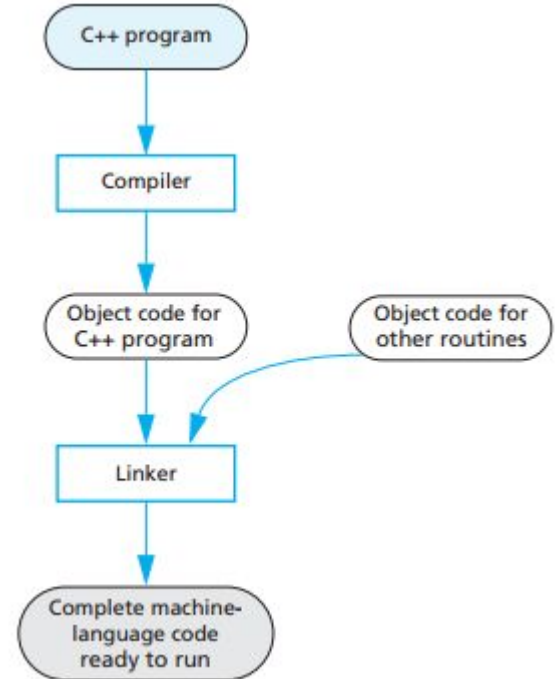 C++ program
Compiler
Object code for
C++ program
Object code for
other routines
Linker
Complete machine-
language code
ready to run